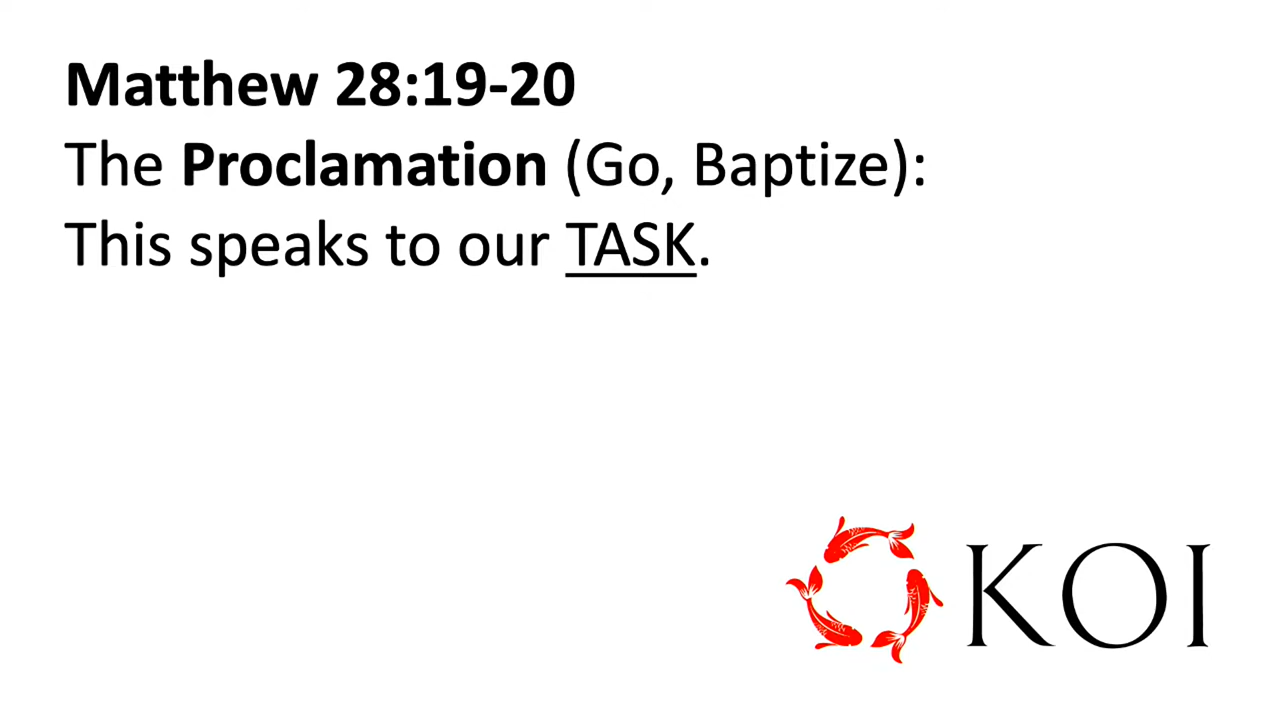 Matthew 28:19-20
The Proclamation (Go, Baptize):
This speaks to our TASK.
KOI